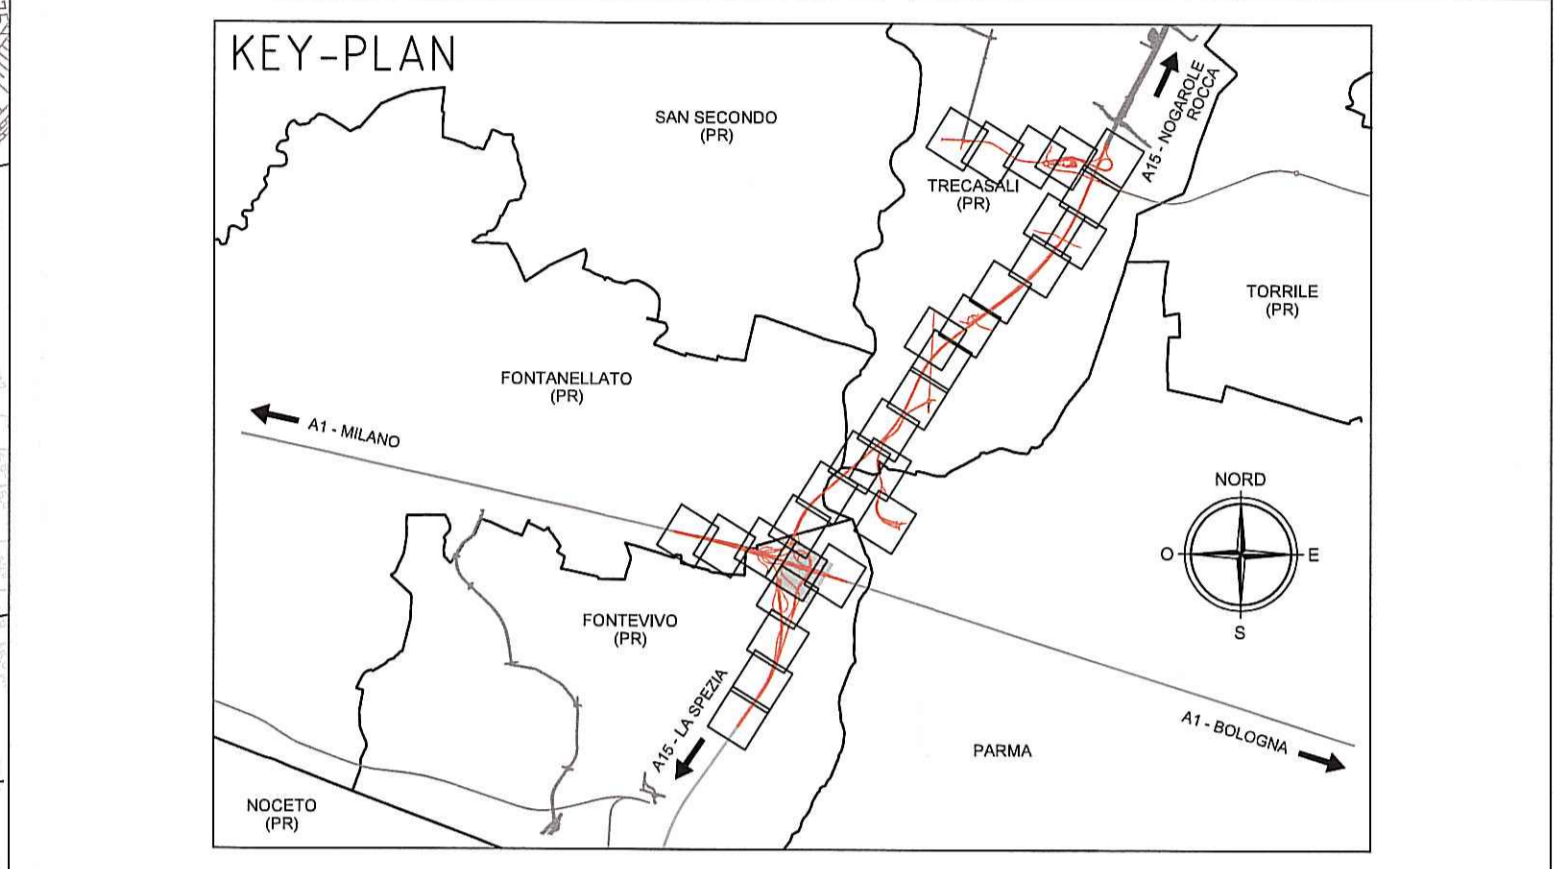 KEY-PLAN
SAN SECONDO
(PR)
A15 - NOGAROLE
ROCCA
TRECASALI
(PR)
TORRILE
(PR)
FONTANELLATO
(PR)
A1 - MILANO
NORD
O
E
S
FONTEVIVO
(PR)
A15 - LA SPEZIA
A1 - BOLOGNA
PARMA
NOCETO
(PR)